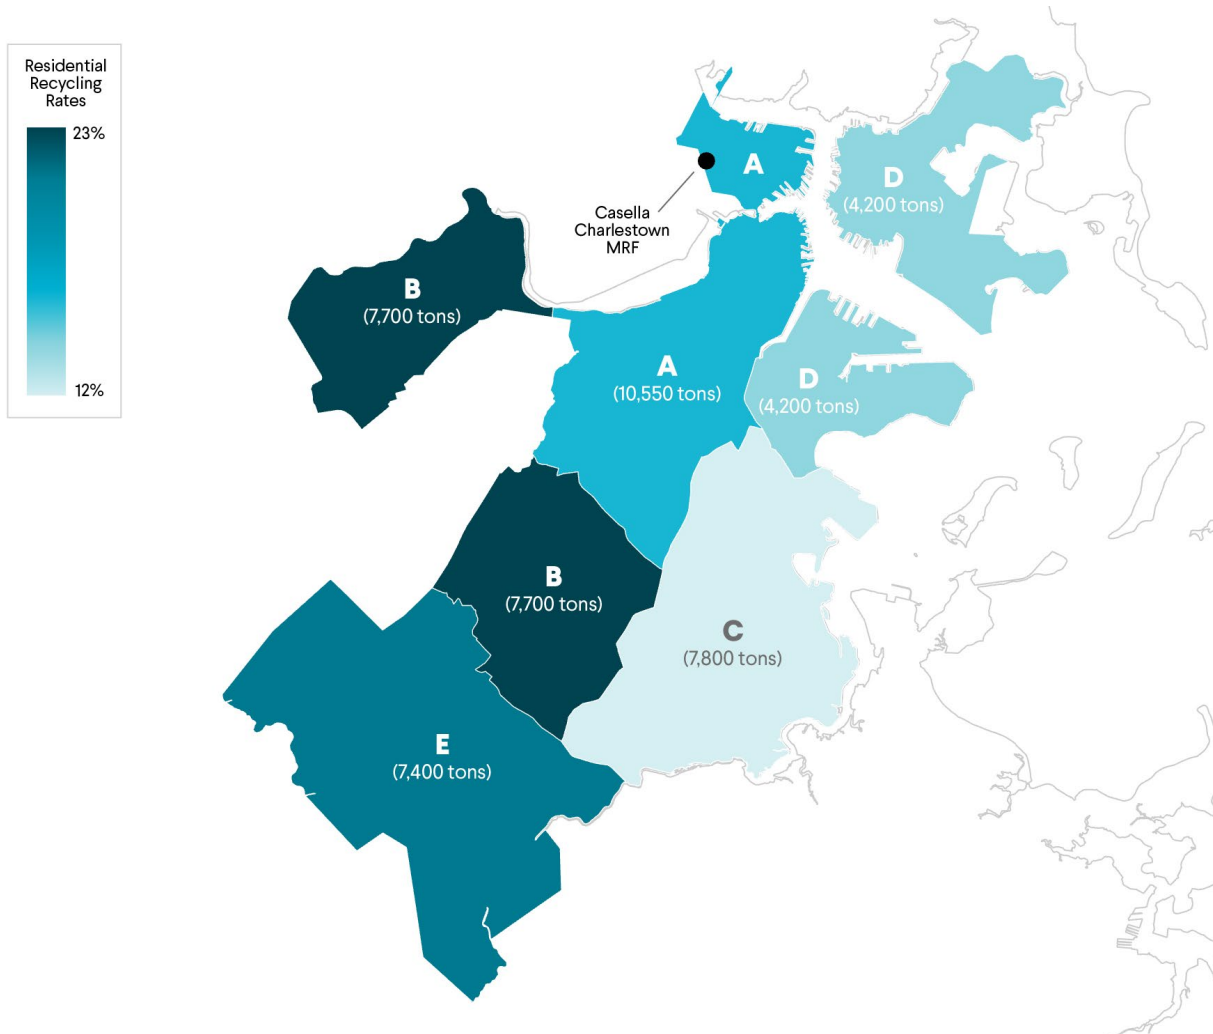 Residential
Recycling
Rates
23%
12%
A
Casella
Charlestown
MRF
D
(4,200 tons)
B
(7,700 tons)
A
(10,550 tons)
D
(4,200 tons)
B
(7,700 tons)
C
(7,800 tons)
E
(7,400 tons)